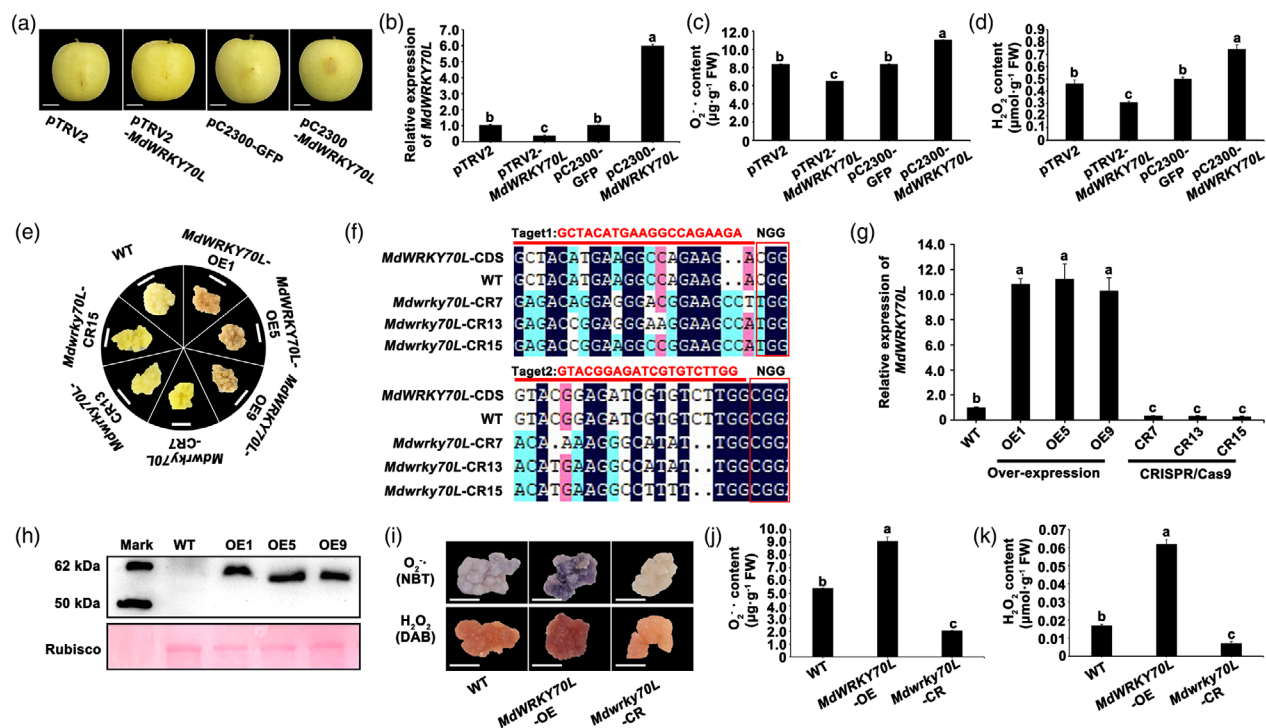 (a)
pTRV2
pTRV2
-MdWRKY70L
pC2300-GFP
pC2300
-MdWRKY70L
(b)
Relative expression
of MdWRKY70L
7.0
6.0
5.0
4.0
3.0
2.0
1.0
0
b
c
b
a
pTRV2
pTRV2-
MdWRKY70L
pC2300-
GFP
pC2300-
MdWRKY70L
(c)
O₂⁻· content
(μg·g⁻¹ FW)
12.0
10.0
8.0
6.0
4.0
2.0
0
b
c
b
a
pTRV2
pTRV2-
MdWRKY70L
pC2300-
GFP
pC2300-
MdWRKY70L
(d)
H₂O₂ content
(μmol·g⁻¹ FW)
0.9
0.8
0.7
0.6
0.5
0.4
0.3
0.2
0.1
0
b
c
b
a
pTRV2
pTRV2-
MdWRKY70L
pC2300-
GFP
pC2300-
MdWRKY70L
(e)
WT
MdWRKY70L-
OE1
MdWRKY70L-
OE5
MdWRKY70L-
OE9
Mdwrky70L
-CR7
Mdwrky70L-
CR13
Mdwrky70L-
CR15
(f)
Taget1:GCTACATGAAGGCCAGAAGA NGG
MdWRKY70L-CDS GCTACATGAAGGCCAGAAG..ACGG
WT GCTACATGAAGGCCAGAAG..ACGG
Mdwrky70L-CR7 GAGACAGGAGGGACGGAAGCCTTGG
Mdwrky70L-CR13 GAGACCGGAGGGAAGGAAGCCATGG
Mdwrky70L-CR15 GAGACCGGAAGGCCGGAAGCCATGG
Taget2:GTACGGAGATCGTGTCTTGG NGG
MdWRKY70L-CDS GTACGGAGATCGTGTCTTGGCGG
WT GTACGGAGATCGTGTCTTGGCGG
Mdwrky70L-CR7 ACA.AAAGGGCATAT..TGGCGG
Mdwrky70L-CR13 ACATGAAGGCCATAT..TGGCGG
Mdwrky70L-CR15 ACATGAAGGCCTTTT..TGGCGG
(g)
Relative expression of
MdWRKY70L
14.0
12.0
10.0
8.0
6.0
4.0
2.0
0
b
a
a
a
c
c
c
WT
OE1
OE5
OE9
CR7
CR13
CR15
Over-expression
CRISPR/Cas9
(h)
Mark WT OE1 OE5 OE9
62 kDa
50 kDa
Rubisco
(i)
O₂⁻·
(NBT)
H₂O₂
(DAB)
WT
MdWRKY70L
-OE
Mdwrky70L
-CR
(j)
O₂⁻· content
(μg·g⁻¹ FW)
10.0
9.0
8.0
7.0
6.0
5.0
4.0
3.0
2.0
1.0
0
b
a
c
WT
MdWRKY70L
-OE
Mdwrky70L
-CR
(k)
H₂O₂ content
(μmol·g⁻¹ FW)
0.07
0.06
0.05
0.04
0.03
0.02
0.01
0
b
a
c
WT
MdWRKY70L
-OE
Mdwrky70L
-CR